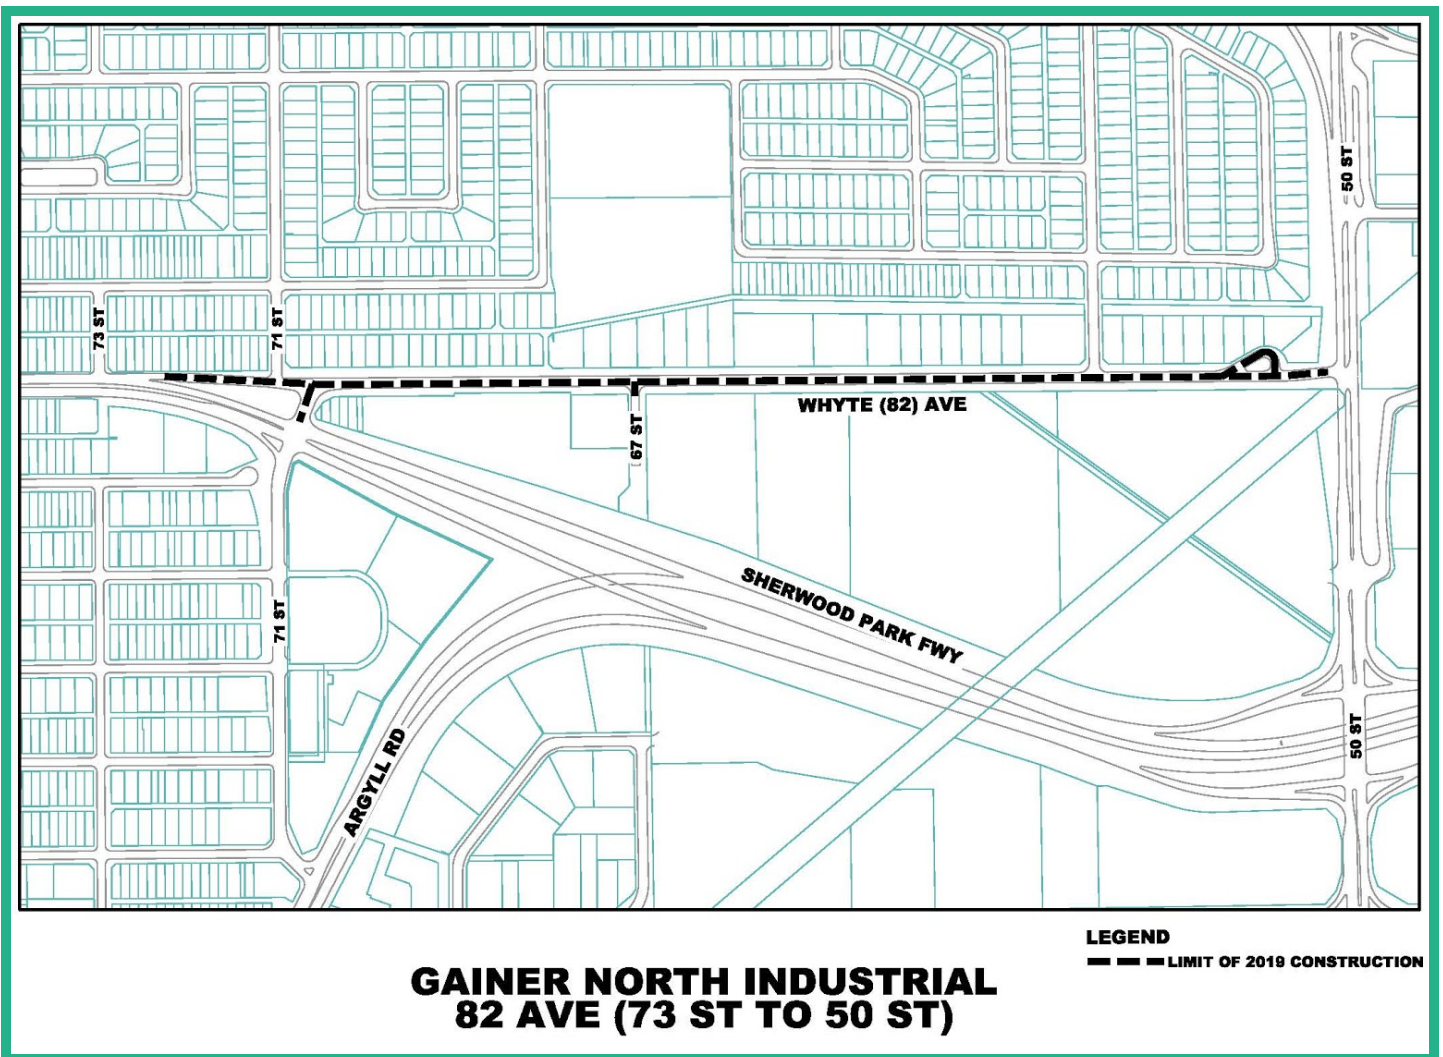 50 ST
73 ST
71 ST
WHYTE (82) AVE
67 ST
SHERWOOD PARK FWY
71 ST
ARGYLL RD
50 ST
LEGEND
LIMIT OF 2019 CONSTRUCTION
GAINER NORTH INDUSTRIAL
82 AVE (73 ST TO 50 ST)